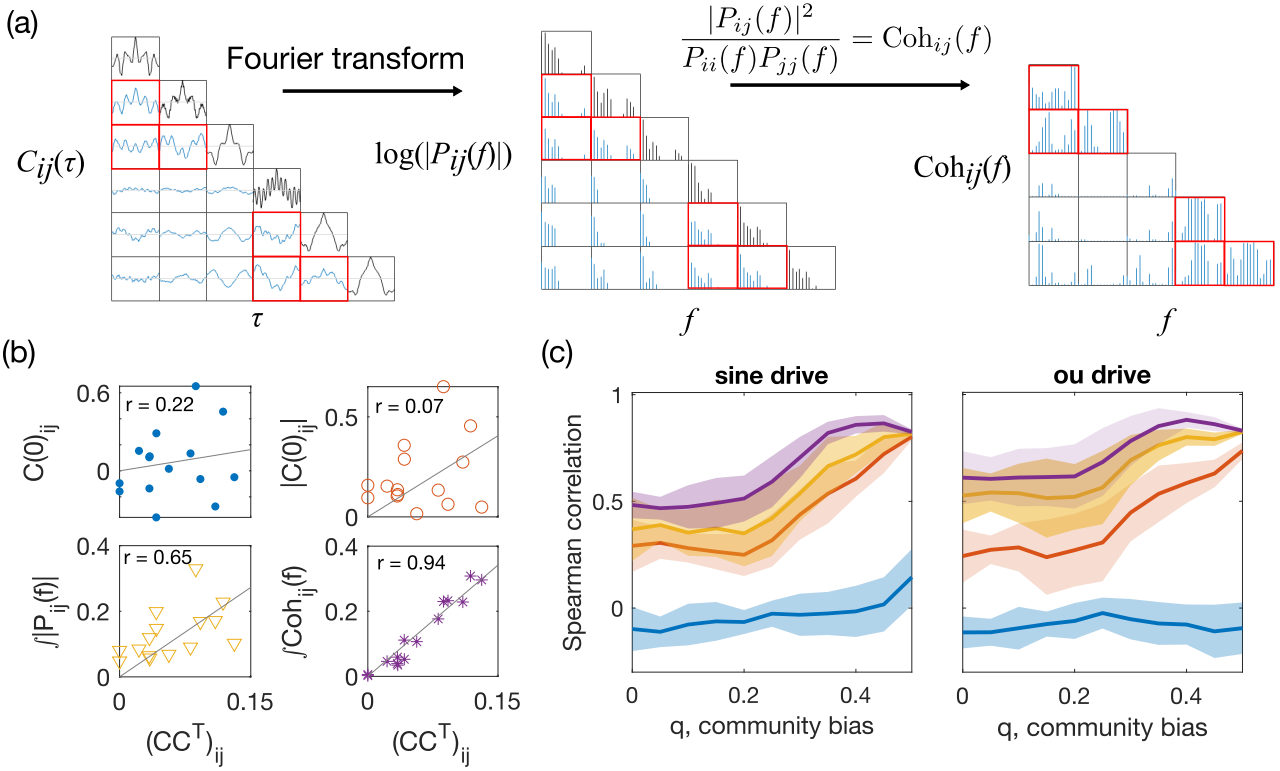 (a)
Fourier transform
|P_ij(f)|²
P_ii(f)P_jj(f)
= Coh_ij(f)
C_ij(τ)
log(|P_ij(f)|)
Coh_ij(f)
τ
f
f
(b)
0.6
0
C(0)_ij
r = 0.22
0.5
0
|C(0)_ij|
r = 0.07
0.4
0.2
0
∫|P_ij(f)|
r = 0.65
0
0.15
(CC^T)_ij
0.4
0.2
0
∫Coh_ij(f)
r = 0.94
0
0.15
(CC^T)_ij
(c)
sine drive
ou drive
1
0.5
0
Spearman correlation
0
0.2
0.4
q, community bias
0
0.2
0.4
q, community bias